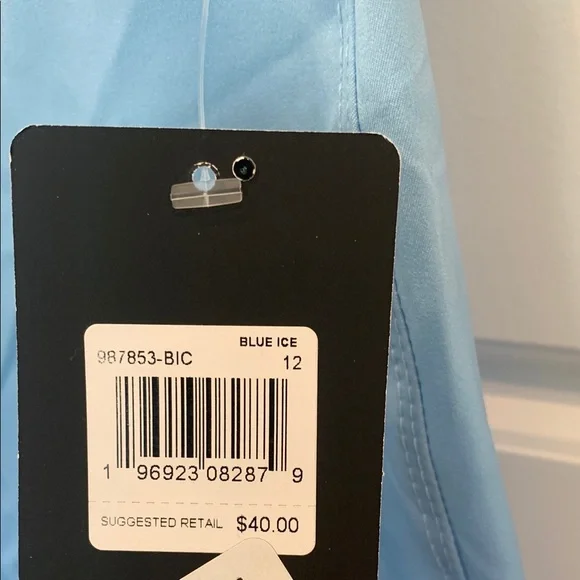 BLUE ICE
987853-BIC 12
1 96923 08287 9
SUGGESTED RETAIL $40.00